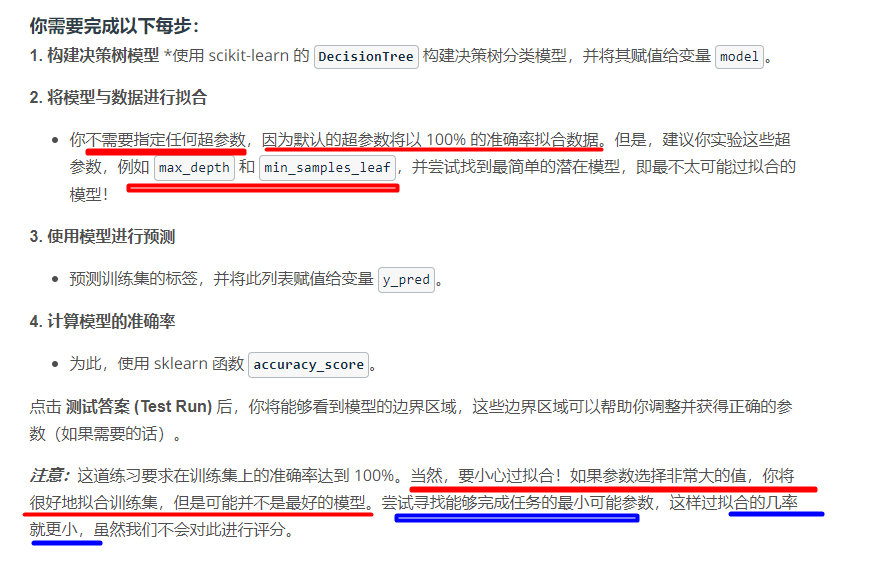 你需要完成以下每步：
1. 构建决策树模型 *使用 scikit-learn 的 DecisionTree 构建决策树分类模型，并将其赋值给变量 model。
2. 将模型与数据进行拟合
• 你不需要指定任何超参数，因为默认的超参数将以 100% 的准确率拟合数据。但是，建议你实验这些超
参数，例如 max_depth 和 min_samples_leaf，并尝试找到最简单的潜在模型，即最不太可能过拟合的
模型！
3. 使用模型进行预测
• 预测训练集的标签，并将此列表赋值给变量 y_pred。
4. 计算模型的准确率
• 为此，使用 sklearn 函数 accuracy_score。
点击 测试答案 (Test Run) 后，你将能够看到模型的边界区域，这些边界区域可以帮助你调整并获得正确的参
数（如果需要的话）。
注意：这道练习要求在训练集上的准确率达到 100%。当然，要小心过拟合！如果参数选择非常大的值，你将
很好地拟合训练集，但是可能并不是最好的模型。尝试寻找能够完成任务的最小可能参数，这样过拟合的几率
就更小，虽然我们不会对此进行评分。